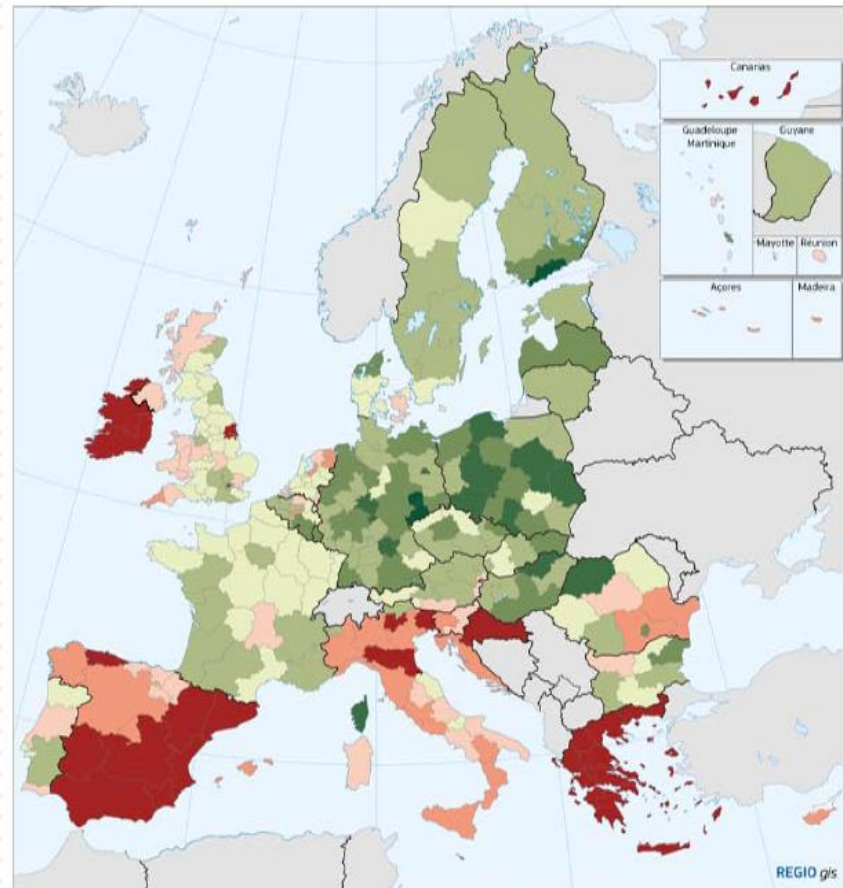 Canarias
Guadeloupe
Martinique
Guyane
Mayotte
Réunion
Açores
Madeira
REGIO gis